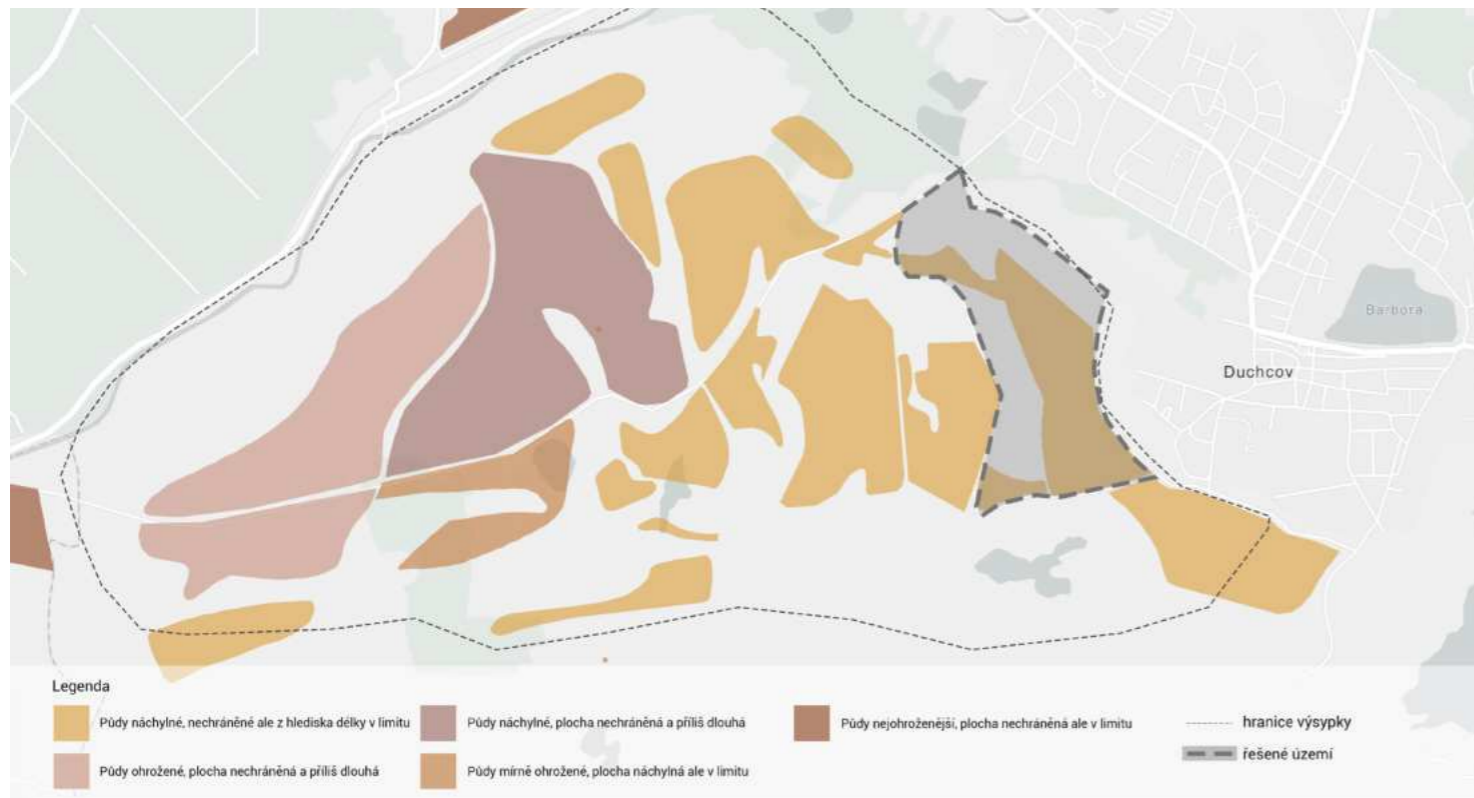 Barbora
Duchcov
Legenda
Půdy náchylné, nechráněné ale z hlediska délky v limitu
Půdy náchylné, plocha nechráněná a příliš dlouhá
Půdy nejohroženější, plocha nechráněná ale v limitu
hranice výsypky
Půdy ohrožené, plocha nechráněná a příliš dlouhá
Půdy mírně ohrožené, plocha náchylná ale v limitu
řešené území